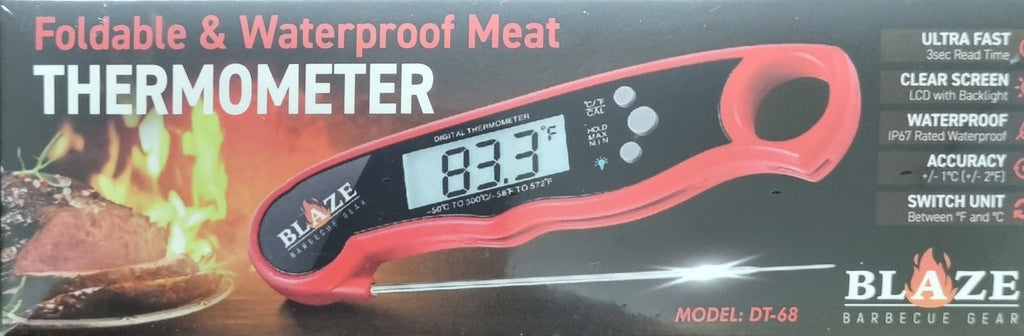 Foldable & Waterproof Meat
THERMOMETER
DIGITAL THERMOMETER
83.3°F
-50°C TO 300°C/-58°F TO 572°F
°C/°F
CAL
HOLD
MAX
MIN
BLAZE
BARBECUE GEAR
ULTRA FAST
3sec Read Time
CLEAR SCREEN
LCD with Backlight
WATERPROOF
IP67 Rated Waterproof
ACCURACY
+/- 1°C (+/- 2°F)
SWITCH UNIT
Between °F and °C
MODEL: DT-68
BLAZE
BARBECUE GEAR